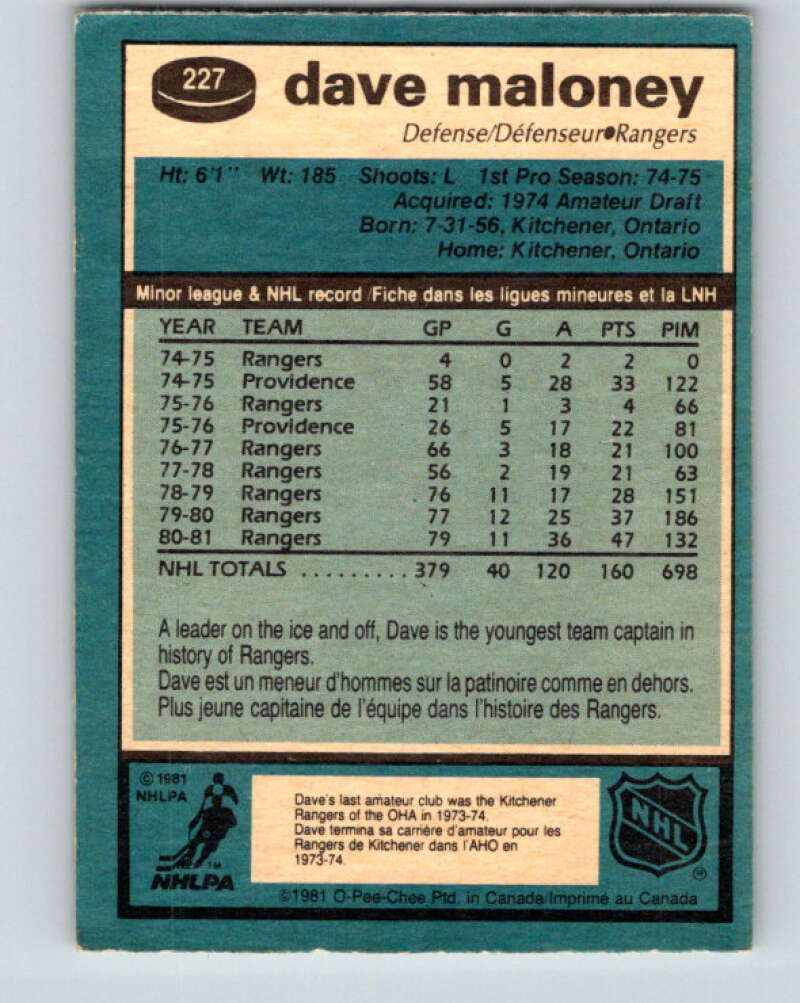 227
dave maloney
Defense/Défenseur•Rangers
Ht: 6'1" Wt: 185 Shoots: L 1st Pro Season: 74-75
Acquired: 1974 Amateur Draft
Born: 7-31-56, Kitchener, Ontario
Home: Kitchener, Ontario
Minor league & NHL record/Fiche dans les ligues mineures et la LNH
YEAR TEAM GP G A PTS PIM
74-75 Rangers 4 0 2 2 0
74-75 Providence 58 5 28 33 122
75-76 Rangers 21 1 3 4 66
75-76 Providence 26 5 17 22 81
76-77 Rangers 66 3 18 21 100
77-78 Rangers 56 2 19 21 63
78-79 Rangers 76 11 17 28 151
79-80 Rangers 77 12 25 37 186
80-81 Rangers 79 11 36 47 132
NHL TOTALS ......... 379 40 120 160 698
A leader on the ice and off, Dave is the youngest team captain in
history of Rangers.
Dave est un meneur d'hommes sur la patinoire comme en dehors.
Plus jeune capitaine de l'équipe dans l'histoire des Rangers.
©1981
NHLPA
TM
NHLPA
Dave's last amateur club was the Kitchener
Rangers of the OHA in 1973-74.
Dave termina sa carrière d'amateur pour les
Rangers de Kitchener dans l'AHO en
1973-74.
NHL
©1981 O-Pee-Chee Ptd. in Canada/Imprimé au Canada